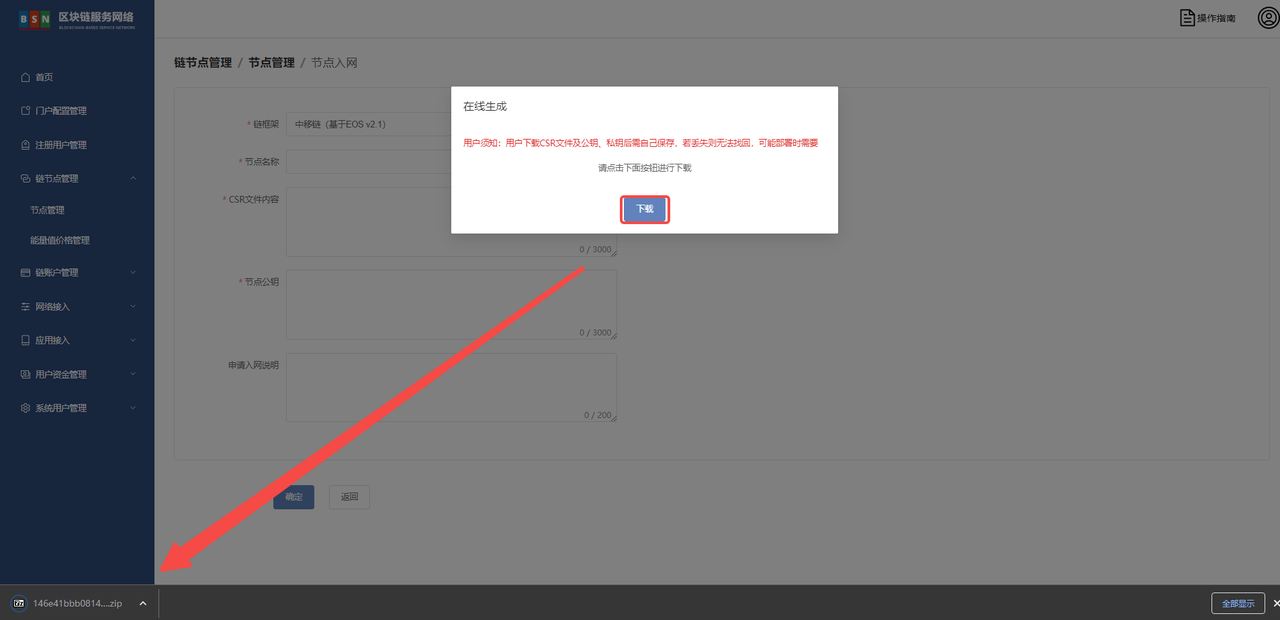 BSN 区块链服务网络
BLOCKCHAIN-BASED SERVICE NETWORK
操作指南
首页
门户配置管理
注册用户管理
链节点管理
节点管理
能量值价格管理
链账户管理
网络接入
应用接入
用户资金管理
系统用户管理
链节点管理 / 节点管理 / 节点入网
* 链框架 中移链（基于EOS v2.1）
* 节点名称
* CSR文件内容
0 / 3000
* 节点公钥
0 / 3000
申请入网说明
0 / 200
确定 返回
在线生成
用户须知：用户下载CSR文件及公钥、私钥后需自己保存，若丢失则无法找回，可能部署时需要
请点击下面按钮进行下载
下载
146e41bbb0814....zip
全部显示